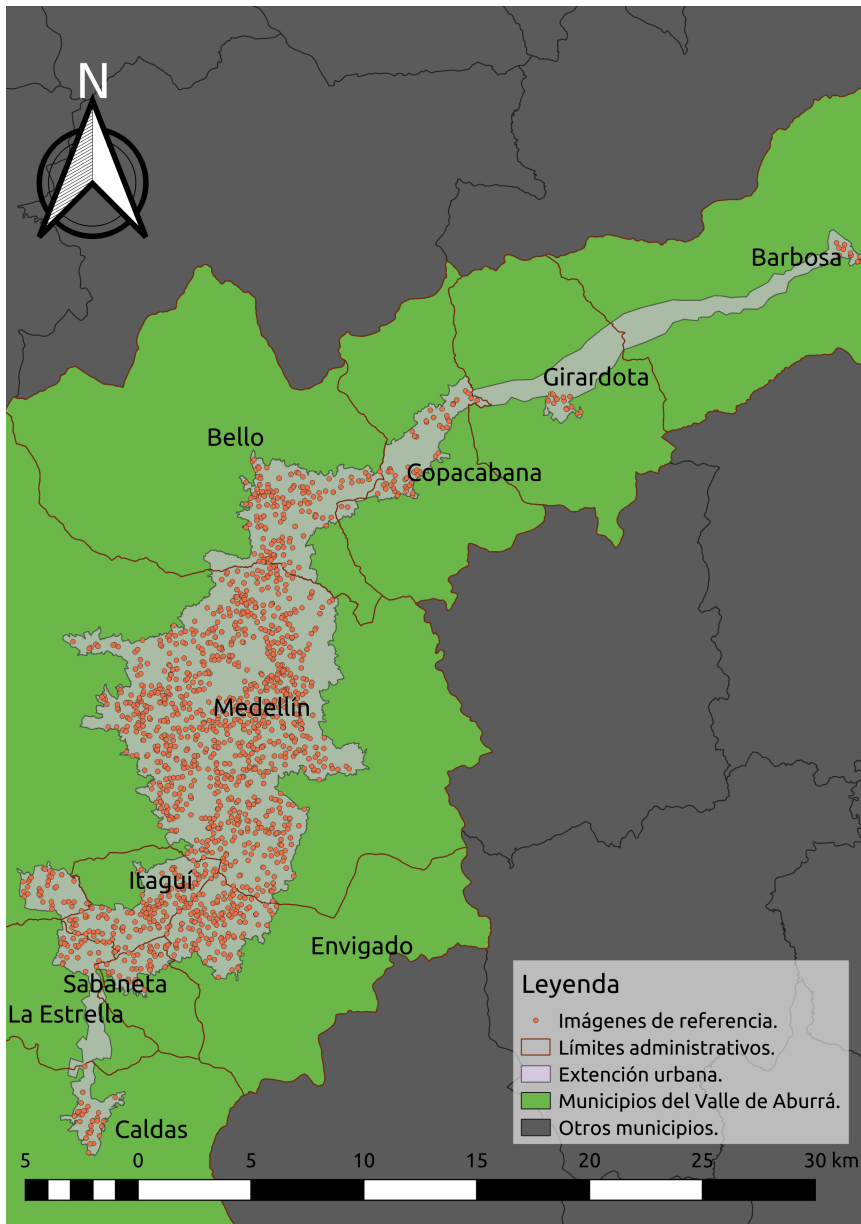 N
Barbosa
Girardota
Bello
Copacabana
Medellín
Itaguí
Envigado
Sabaneta
La Estrella
Caldas
Leyenda
Imágenes de referencia.
Límites administrativos.
Extención urbana.
Municipios del Valle de Aburrá.
Otros municipios.
5 0 5 10 15 20 25 30 km